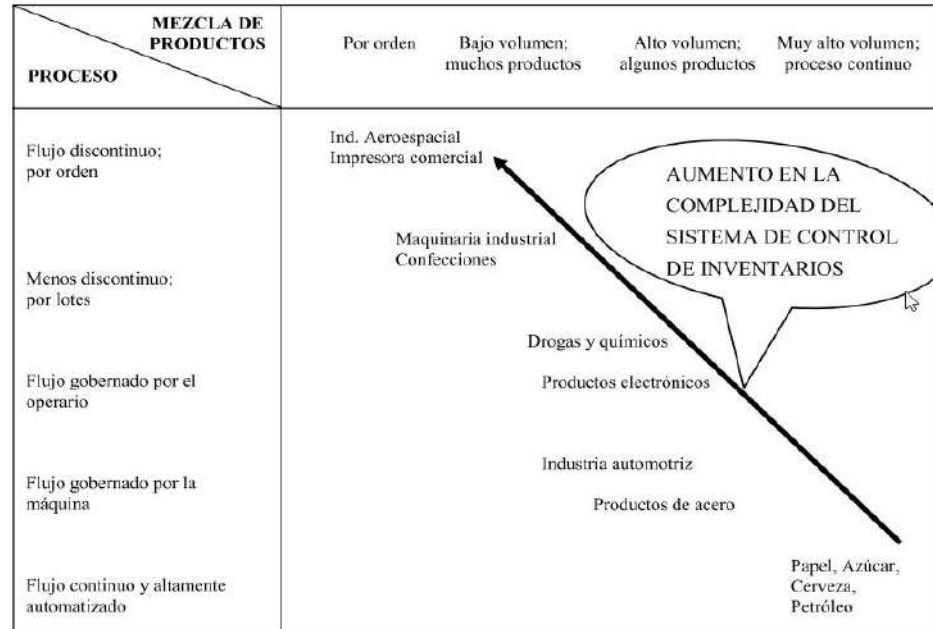 MEZCLA DE
PRODUCTOS
PROCESO
Por orden
Bajo volumen;
muchos productos
Alto volumen;
algunos productos
Muy alto volumen;
proceso continuo
Flujo discontinuo;
por orden
Ind. Aeroespacial
Impresora comercial
AUMENTO EN LA
COMPLEJIDAD DEL
SISTEMA DE CONTROL
DE INVENTARIOS
Maquinaria industrial
Confecciones
Menos discontinuo;
por lotes
Drogas y químicos
Flujo gobernado por el
operario
Productos electrónicos
Industria automotriz
Flujo gobernado por la
máquina
Productos de acero
Flujo continuo y altamente
automatizado
Papel, Azúcar,
Cerveza,
Petróleo